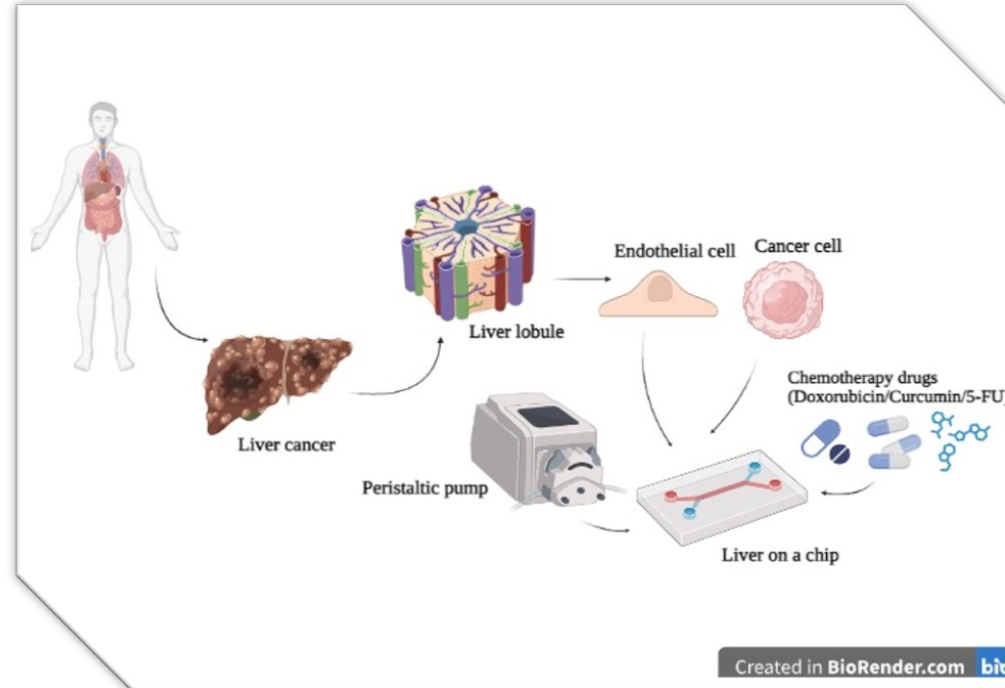 Endothelial cell
Cancer cell
Liver lobule
Chemotherapy drugs
(Doxorubicin/Curcumin/5-FU)
Liver cancer
Peristaltic pump
Liver on a chip
Created in BioRender.com